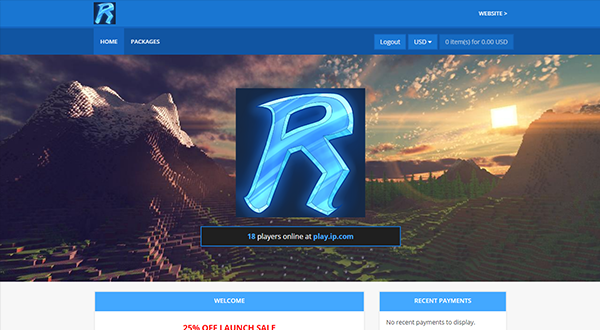 R
WEBSITE >
HOME PACKAGES Logout USD 0 item(s) for 0.00 USD
R
18 players online at play.ip.com
WELCOME RECENT PAYMENTS
25% OFF LAUNCH SALE No recent payments to display.